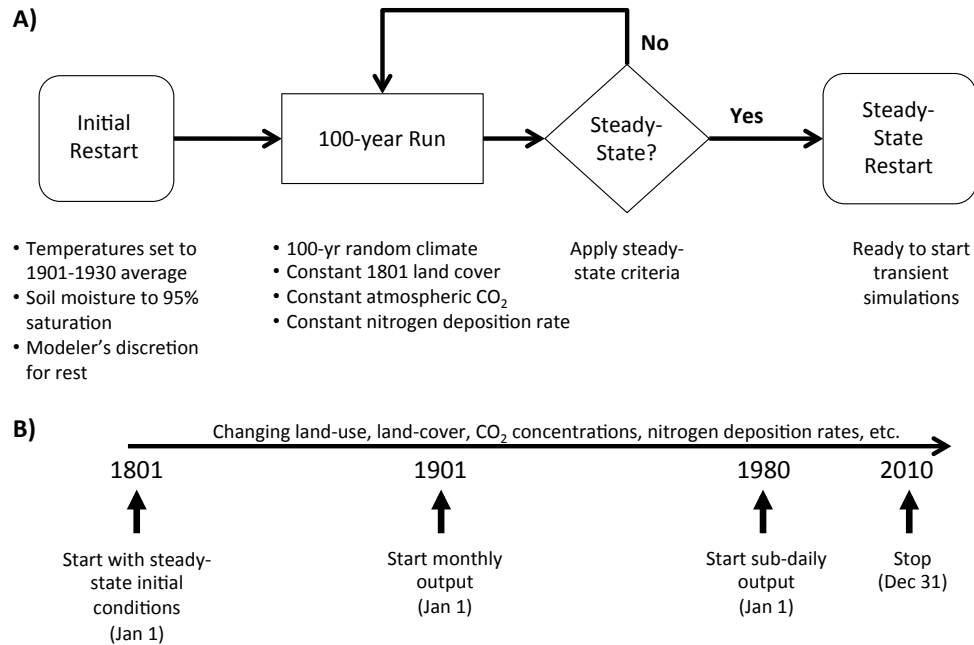 A)
No
Initial
Restart
100-year Run
Steady-
State?
Yes
Steady-
State
Restart
• Temperatures set to
1901-1930 average
• Soil moisture to 95%
saturation
• Modeler's discretion
for rest
• 100-yr random climate
• Constant 1801 land cover
• Constant atmospheric CO₂
• Constant nitrogen deposition rate
Apply steady-
state criteria
Ready to start
transient
simulations
B)
Changing land-use, land-cover, CO₂ concentrations, nitrogen deposition rates, etc.
1801
1901
1980
2010
Start with steady-
state initial
conditions
(Jan 1)
Start monthly
output
(Jan 1)
Start sub-daily
output
(Jan 1)
Stop
(Dec 31)